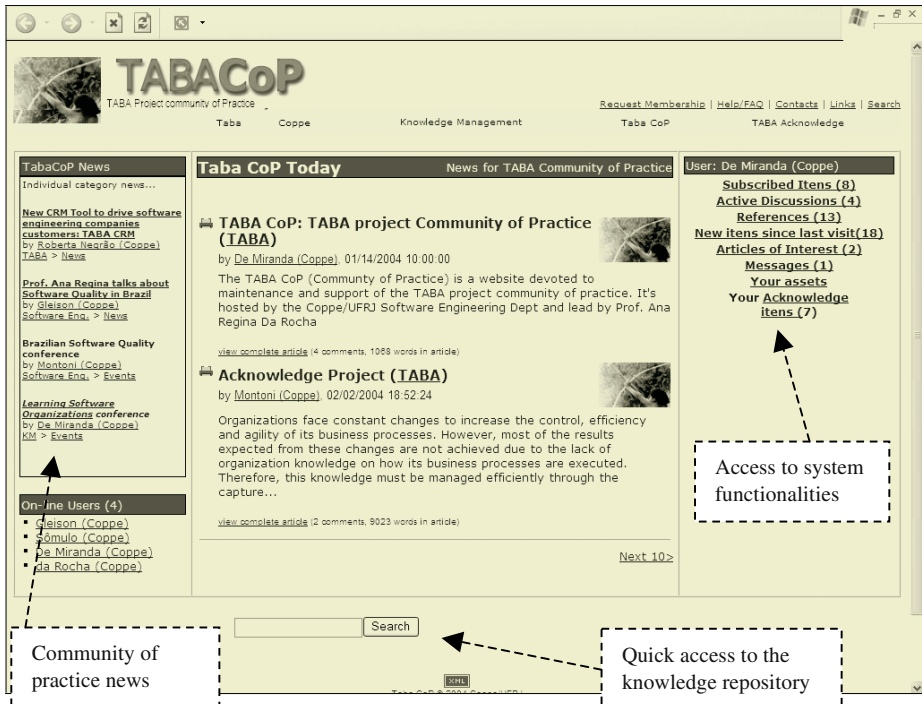 TABACoP
TABA Project community of Practice
Request Membership | Help/FAQ | Contacts | Links | Search
Taba Coppe Knowledge Management Taba CoP TABA Acknowledge
TabaCoP News
Individual category news...
New CRM Tool to drive software
engineering companies
customers: TABA CRM
by Roberta Negrão (Coppe)
TABA > News
Prof. Ana Regina talks about
Software Quality in Brazil
by Gleison (Coppe)
Software Eng. > News
Brazilian Software Quality
conference
by Montoni (Coppe)
Software Eng. > Events
Learning Software
Organizations conference
by De Miranda (Coppe)
KM > Events
On-line Users (4)
Gleison (Coppe)
Sômulo (Coppe)
De Miranda (Coppe)
da Rocha (Coppe)
Taba CoP Today News for TABA Community of Practice
TABA CoP: TABA project Community of Practice
(TABA)
by De Miranda (Coppe), 01/14/2004 10:00:00
The TABA CoP (Communty of Practice) is a website devoted to
maintenance and support of the TABA project community of practice. It's
hosted by the Coppe/UFRJ Software Engineering Dept and lead by Prof. Ana
Regina Da Rocha
view complete article (4 comments, 1068 words in article)
Acknowledge Project (TABA)
by Montoni (Coppe), 02/02/2004 18:52:24
Organizations face constant changes to increase the control, efficiency
and agility of its business processes. However, most of the results
expected from these changes are not achieved due to the lack of
organization knowledge on how its business processes are executed.
Therefore, this knowledge must be managed efficiently through the
capture...
view complete article (2 comments, 9023 words in article)
Next 10>
User: De Miranda (Coppe)
Subscribed Itens (8)
Active Discussions (4)
References (13)
New itens since last visit(18)
Articles of Interest (2)
Messages (1)
Your assets
Your Acknowledge
itens (7)
Access to system
functionalities
Search
Community of
practice news
XML
Taba CoP © 2004 Coppe/UFRJ
Quick access to the
knowledge repository